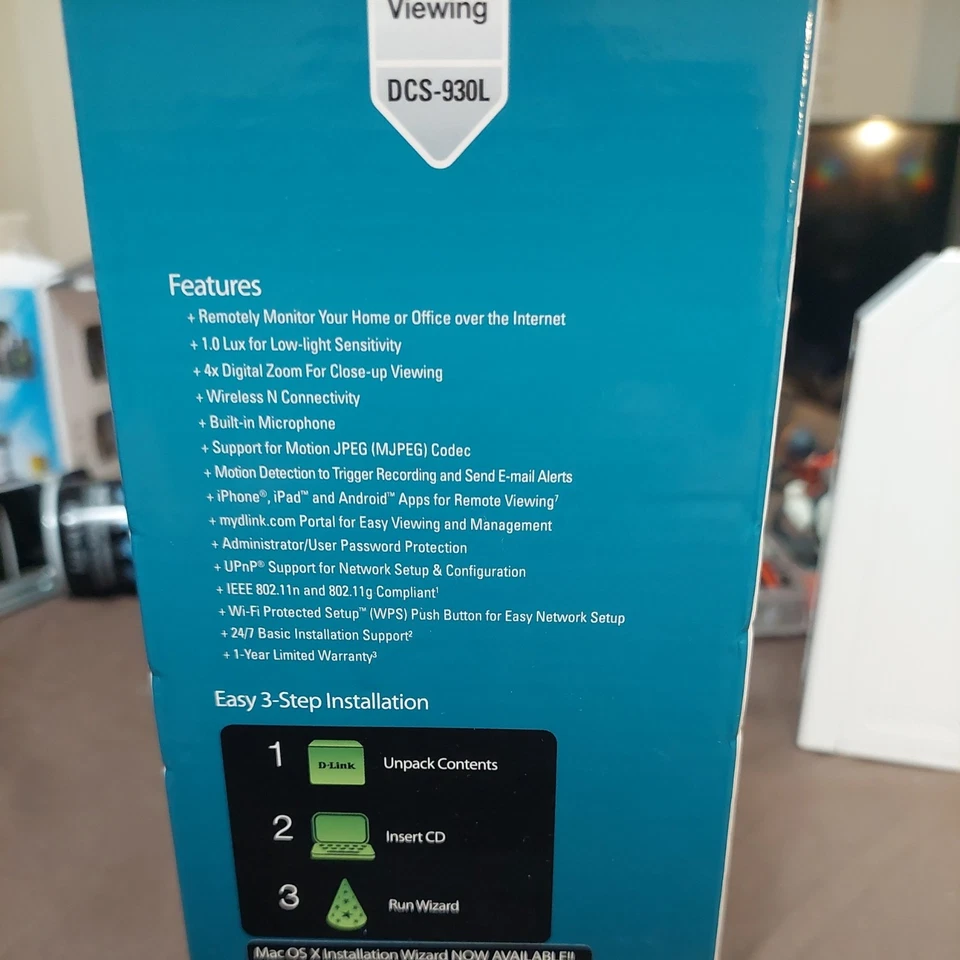 Viewing
DCS-930L
Features
+ Remotely Monitor Your Home or Office over the Internet
+ 1.0 Lux for Low-light Sensitivity
+ 4x Digital Zoom For Close-up Viewing
+ Wireless N Connectivity
+ Built-in Microphone
+ Support for Motion JPEG (MJPEG) Codec
+ Motion Detection to Trigger Recording and Send E-mail Alerts
+ iPhone®, iPad™ and Android™ Apps for Remote Viewing⁷
+ mydlink.com Portal for Easy Viewing and Management
+ Administrator/User Password Protection
+ UPnP® Support for Network Setup & Configuration
+ IEEE 802.11n and 802.11g Compliant¹
+ Wi-Fi Protected Setup™ (WPS) Push Button for Easy Network Setup
+ 24/7 Basic Installation Support²
+ 1-Year Limited Warranty³
Easy 3-Step Installation
1 D-Link Unpack Contents
2 Insert CD
3 Run Wizard
Mac OS X Installation Wizard NOW AVAILABLE!!